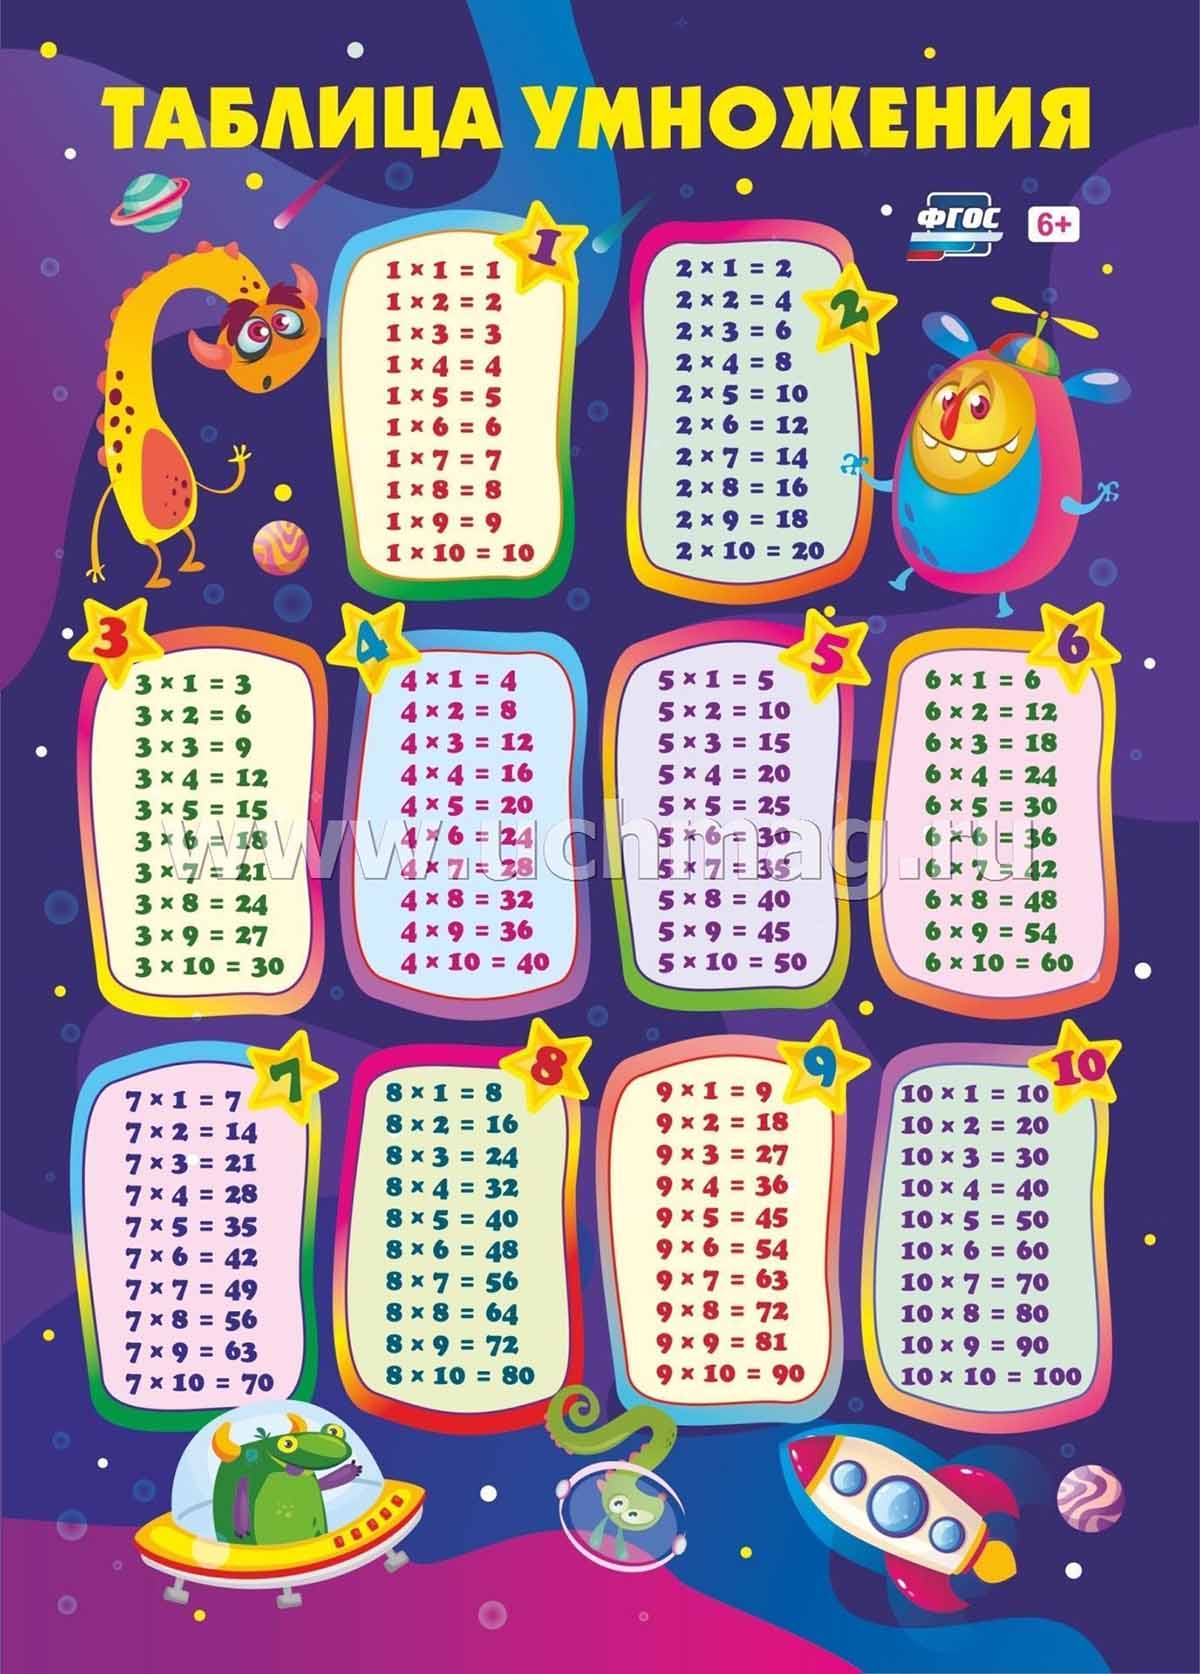 ТАБЛИЦА УМНОЖЕНИЯ
ФГОС
6+
1
1 × 1 = 1
1 × 2 = 2
1 × 3 = 3
1 × 4 = 4
1 × 5 = 5
1 × 6 = 6
1 × 7 = 7
1 × 8 = 8
1 × 9 = 9
1 × 10 = 10
2
2 × 1 = 2
2 × 2 = 4
2 × 3 = 6
2 × 4 = 8
2 × 5 = 10
2 × 6 = 12
2 × 7 = 14
2 × 8 = 16
2 × 9 = 18
2 × 10 = 20
3
3 × 1 = 3
3 × 2 = 6
3 × 3 = 9
3 × 4 = 12
3 × 5 = 15
3 × 6 = 18
3 × 7 = 21
3 × 8 = 24
3 × 9 = 27
3 × 10 = 30
4
4 × 1 = 4
4 × 2 = 8
4 × 3 = 12
4 × 4 = 16
4 × 5 = 20
4 × 6 = 24
4 × 7 = 28
4 × 8 = 32
4 × 9 = 36
4 × 10 = 40
5
5 × 1 = 5
5 × 2 = 10
5 × 3 = 15
5 × 4 = 20
5 × 5 = 25
5 × 6 = 30
5 × 7 = 35
5 × 8 = 40
5 × 9 = 45
5 × 10 = 50
6
6 × 1 = 6
6 × 2 = 12
6 × 3 = 18
6 × 4 = 24
6 × 5 = 30
6 × 6 = 36
6 × 7 = 42
6 × 8 = 48
6 × 9 = 54
6 × 10 = 60
www.uchmag.ru
7
7 × 1 = 7
7 × 2 = 14
7 × 3 = 21
7 × 4 = 28
7 × 5 = 35
7 × 6 = 42
7 × 7 = 49
7 × 8 = 56
7 × 9 = 63
7 × 10 = 70
8
8 × 1 = 8
8 × 2 = 16
8 × 3 = 24
8 × 4 = 32
8 × 5 = 40
8 × 6 = 48
8 × 7 = 56
8 × 8 = 64
8 × 9 = 72
8 × 10 = 80
9
9 × 1 = 9
9 × 2 = 18
9 × 3 = 27
9 × 4 = 36
9 × 5 = 45
9 × 6 = 54
9 × 7 = 63
9 × 8 = 72
9 × 9 = 81
9 × 10 = 90
10
10 × 1 = 10
10 × 2 = 20
10 × 3 = 30
10 × 4 = 40
10 × 5 = 50
10 × 6 = 60
10 × 7 = 70
10 × 8 = 80
10 × 9 = 90
10 × 10 = 100